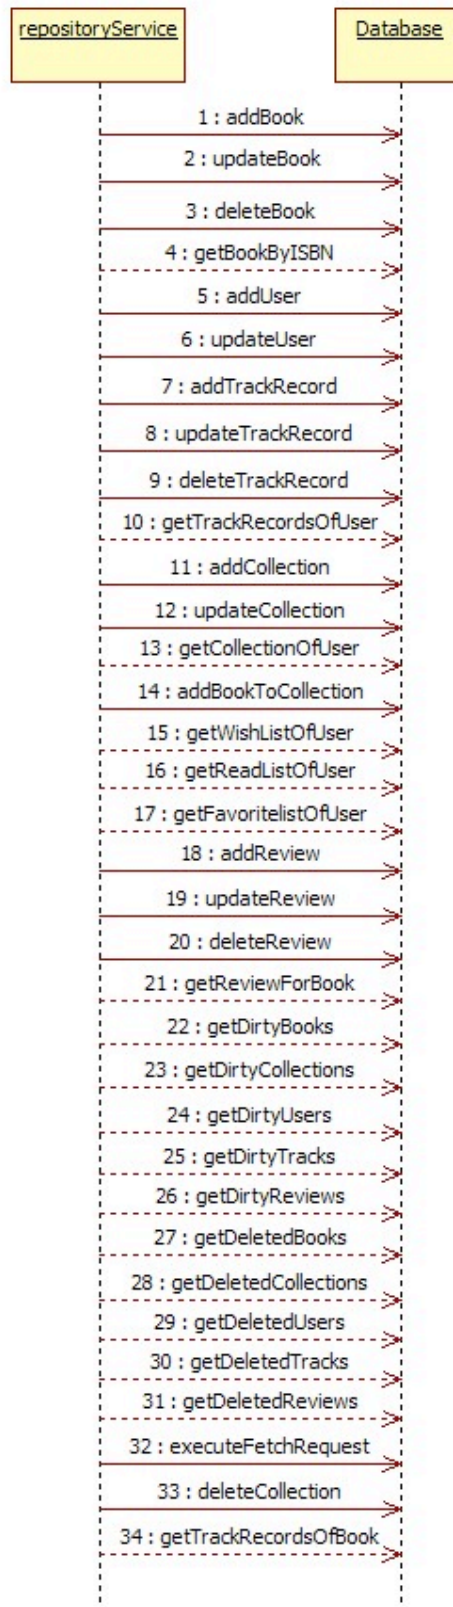 repositoryService
Database
1 : addBook
2 : updateBook
3 : deleteBook
4 : getBookByISBN
5 : addUser
6 : updateUser
7 : addTrackRecord
8 : updateTrackRecord
9 : deleteTrackRecord
10 : getTrackRecordsOfUser
11 : addCollection
12 : updateCollection
13 : getCollectionOfUser
14 : addBookToCollection
15 : getWishListOfUser
16 : getReadListOfUser
17 : getFavoritelistOfUser
18 : addReview
19 : updateReview
20 : deleteReview
21 : getReviewForBook
22 : getDirtyBooks
23 : getDirtyCollections
24 : getDirtyUsers
25 : getDirtyTracks
26 : getDirtyReviews
27 : getDeletedBooks
28 : getDeletedCollections
29 : getDeletedUsers
30 : getDeletedTracks
31 : getDeletedReviews
32 : executeFetchRequest
33 : deleteCollection
34 : getTrackRecordsOfBook